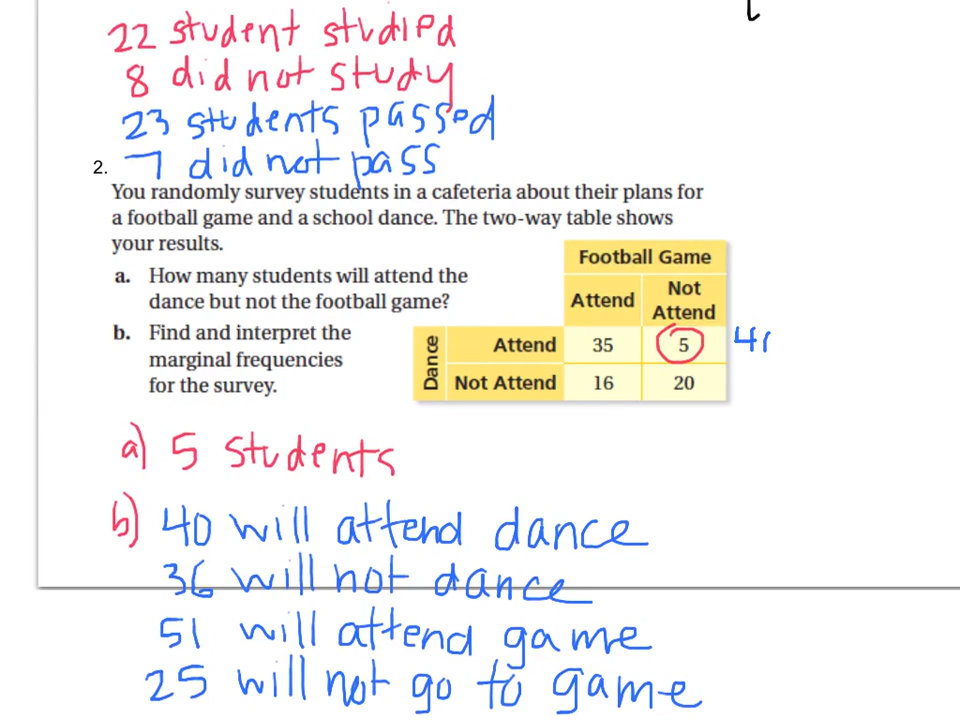 22 student studied
8 did not study
23 students passed
7 did not pass
2.
You randomly survey students in a cafeteria about their plans for
a football game and a school dance. The two-way table shows
your results.
a. How many students will attend the
dance but not the football game?
b. Find and interpret the
marginal frequencies
for the survey.
Football Game
Attend
Not
Attend
Dance
Attend 35 5
Not Attend 16 20
a) 5 students
b) 40 will attend dance
36 will not dance
51 will attend game
25 will not go to game